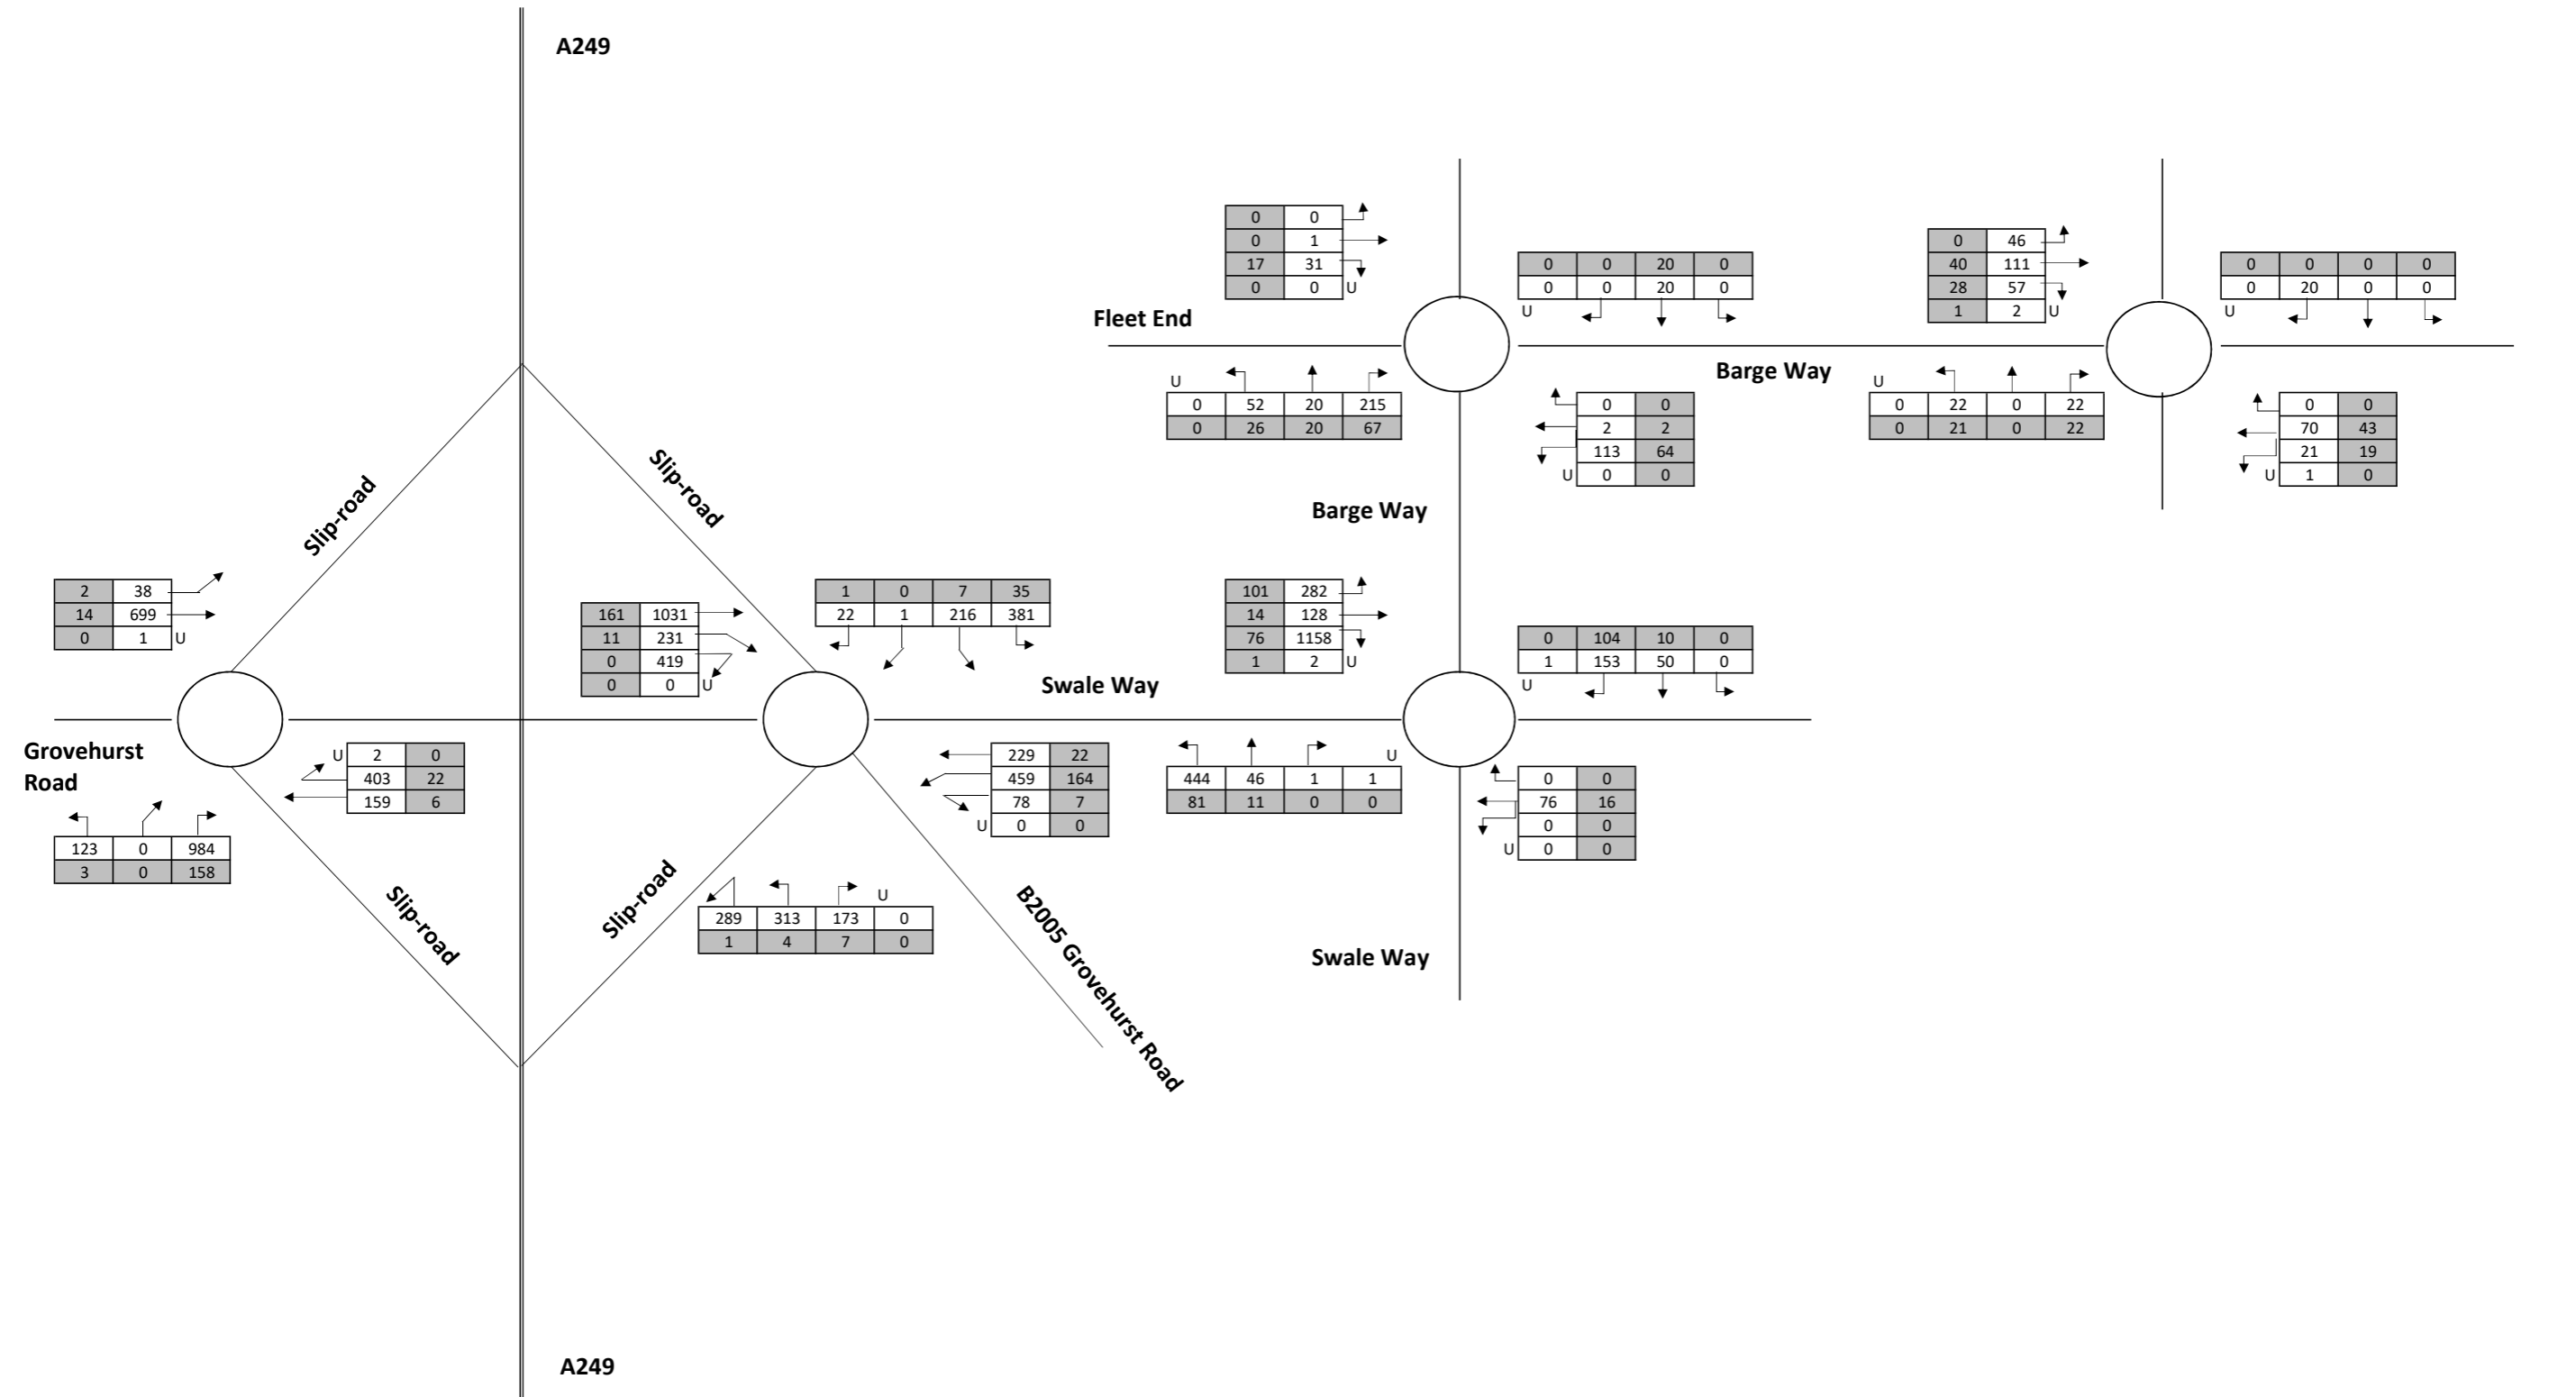 A249
0 0
0 1
17 31
0 0 U
0 0 20 0
0 0 20 0
U
0 46
40 111
28 57
1 2 U
0 0 0 0
0 20 0 0
U
Fleet End
Barge Way
U
0 52 20 215
0 26 20 67
0 0
2 2
113 64
U 0 0
U
0 22 0 22
0 21 0 22
0 0
70 43
21 19
U 1 0
Slip-road
Slip-road
Barge Way
2 38
14 699
0 1 U
161 1031
11 231
0 419
0 0 U
1 0 7 35
22 1 216 381
Swale Way
101 282
14 128
76 1158
1 2 U
0 104 10 0
1 153 50 0
U
Grovehurst
Road
U 2 0
403 22
159 6
123 0 984
3 0 158
229 22
459 164
78 7
U 0 0
U
444 46 1 1
81 11 0 0
0 0
76 16
0 0
U 0 0
Slip-road
Slip-road
U
289 313 173 0
1 4 7 0
B2005 Grovehurst Road
Swale Way
A249